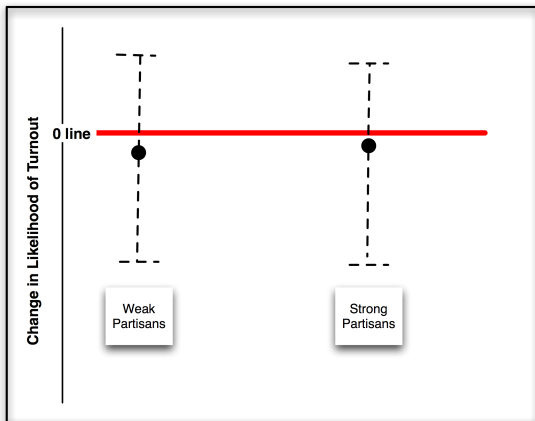 Change in Likelihood of Turnout
0 line
Weak
Partisans
Strong
Partisans